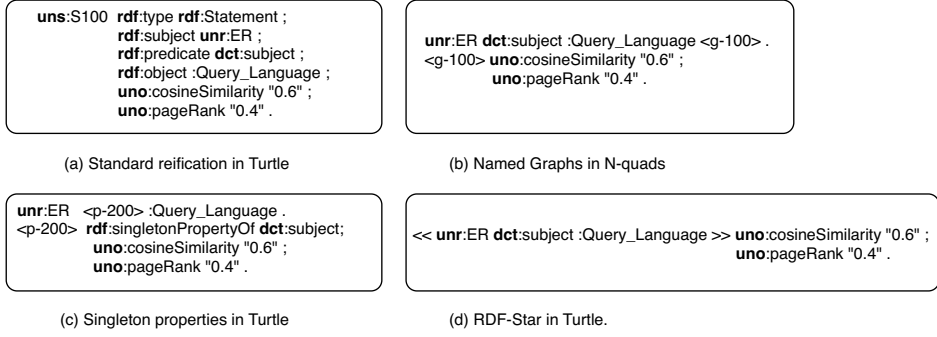 uns:S100 rdf:type rdf:Statement ;
rdf:subject unr:ER ;
rdf:predicate dct:subject ;
rdf:object :Query_Language ;
uno:cosineSimilarity "0.6" ;
uno:pageRank "0.4" .
(a) Standard reification in Turtle
unr:ER dct:subject :Query_Language <g-100> .
<g-100> uno:cosineSimilarity "0.6" ;
uno:pageRank "0.4" .
(b) Named Graphs in N-quads
unr:ER <p-200> :Query_Language .
<p-200> rdf:singletonPropertyOf dct:subject;
uno:cosineSimilarity "0.6" ;
uno:pageRank "0.4" .
(c) Singleton properties in Turtle
<< unr:ER dct:subject :Query_Language >> uno:cosineSimilarity "0.6" ;
uno:pageRank "0.4" .
(d) RDF-Star in Turtle.